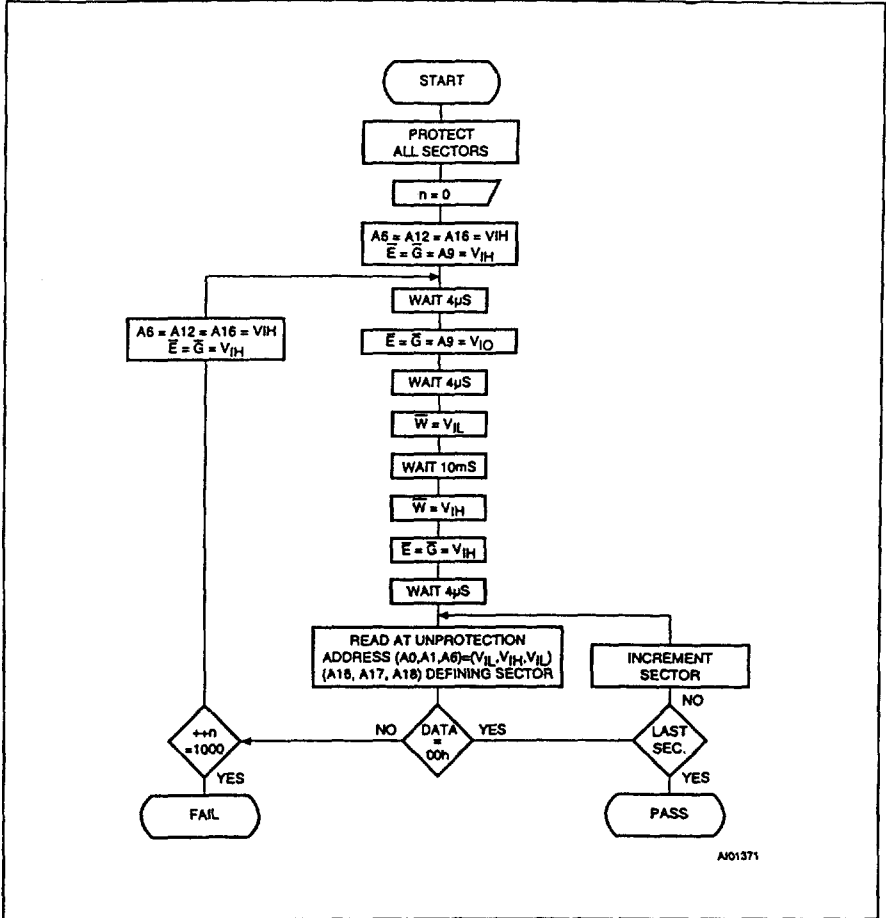 START
PROTECT
ALL SECTORS
n = 0
A6 = A12 = A16 = VIH
E̅ = G̅ = A9 = VIH
WAIT 4µS
A6 = A12 = A16 = VIH
E̅ = G̅ = VIH
E̅ = G̅ = A9 = VIO
WAIT 4µS
W̅ = VIL
WAIT 10mS
W̅ = VIH
E̅ = G̅ = VIH
WAIT 4µS
READ AT UNPROTECTION
ADDRESS (A0,A1,A6)=(VIL,VIH,VIL)
(A16, A17, A18) DEFINING SECTOR
INCREMENT
SECTOR
NO
++n
=1000
NO
DATA
=
00h
YES
LAST
SEC.
YES
YES
FAIL
PASS
AI01371